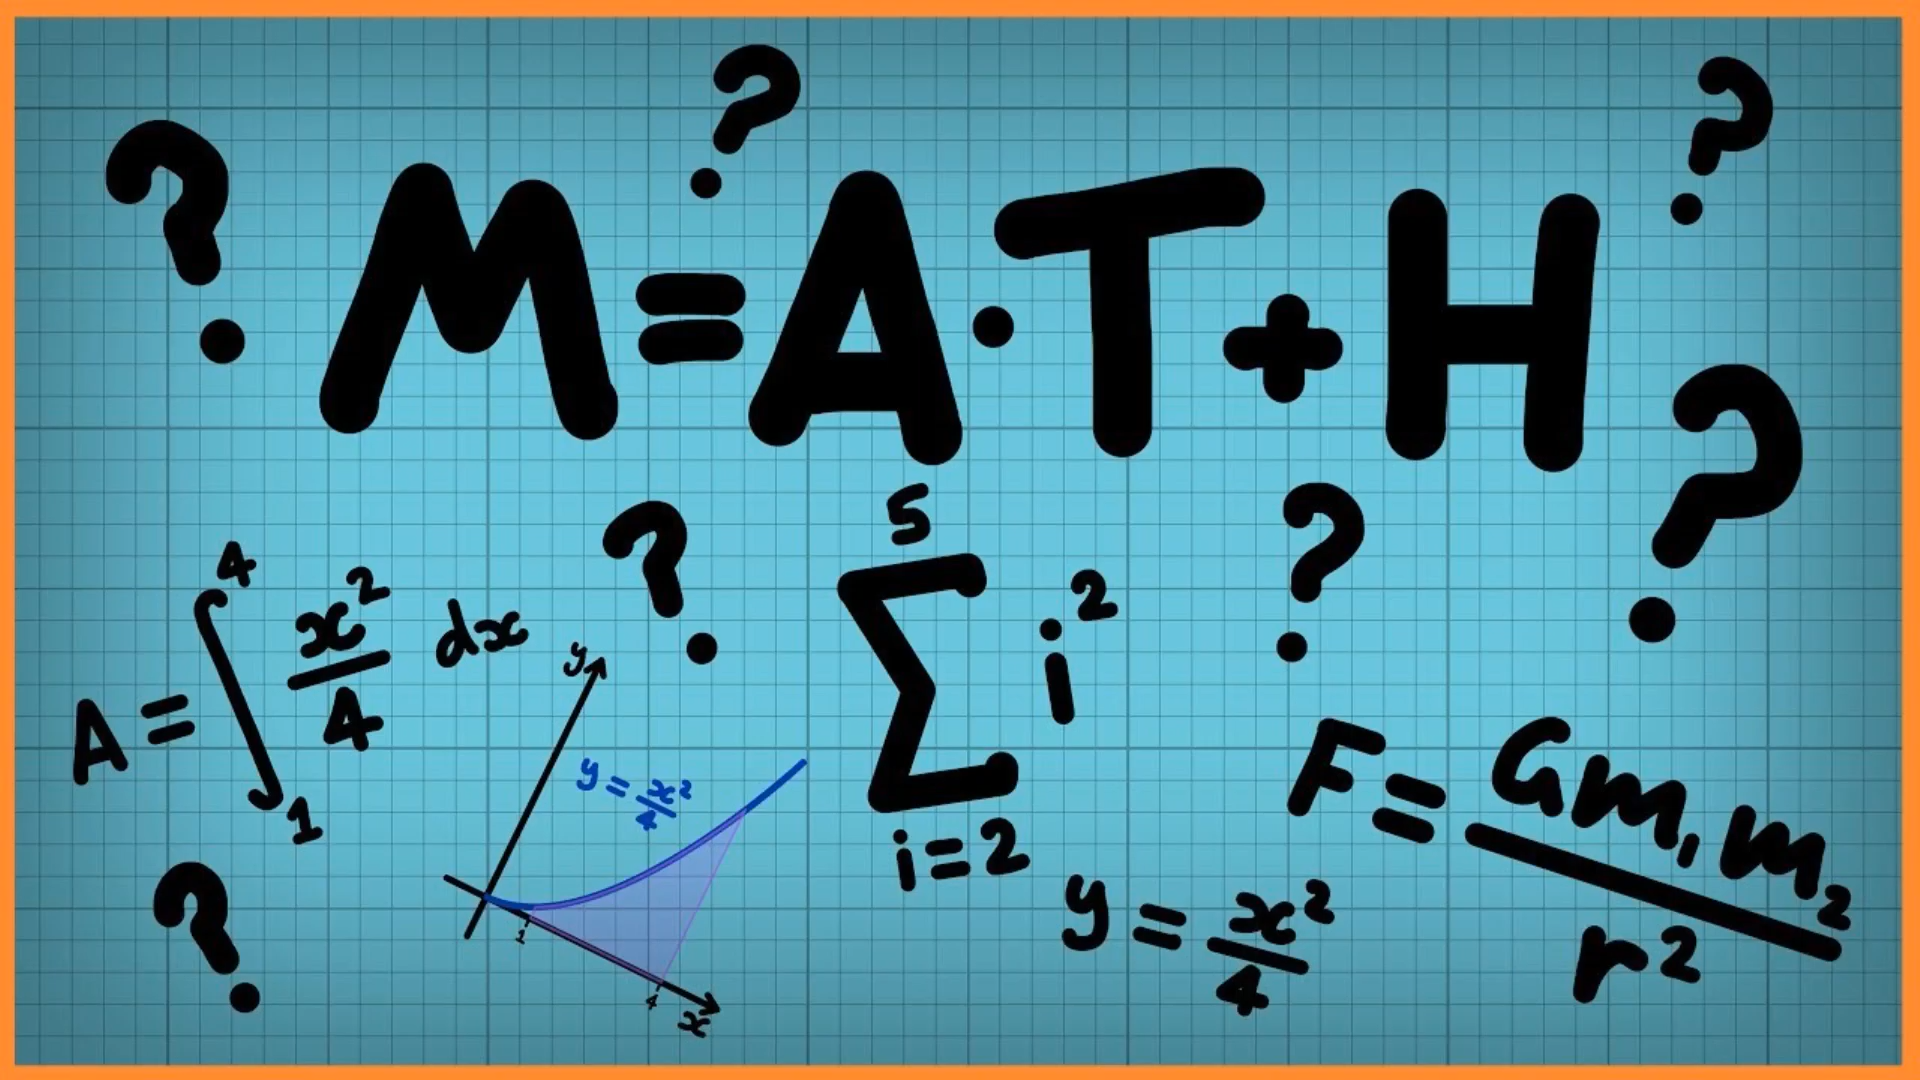 ? ? ?
M=A·T+H
? ? ?
A = ∫₁⁴ x²/4 dx
y
y = x²/4
1
4
x
5
Σ i²
i=2
F = Gm₁m₂/r²
y = x²/4
?